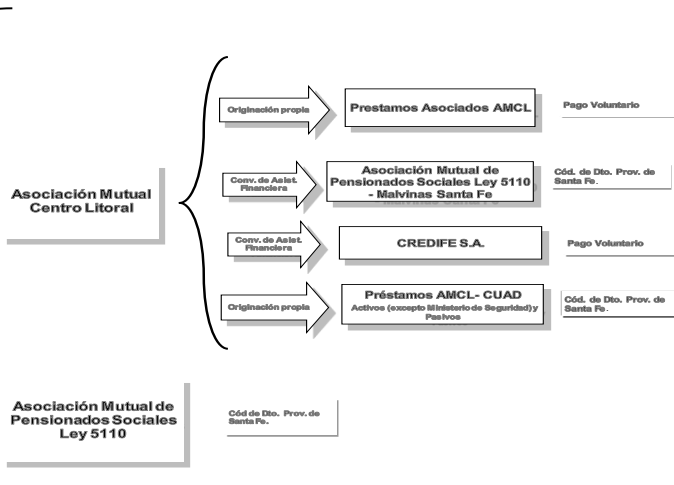 Originación propia
Prestamos Asociados AMCL
Pago Voluntario
Asociación Mutual
Centro Litoral
Conv. de Asist.
Financiera
Asociación Mutual de
Pensionados Sociales Ley 5110
- Malvinas Santa Fe
Cód. de Dto. Prov. de
Santa Fe.
Conv. de Asist.
Financiera
CREDIFE S.A.
Pago Voluntario
Originación propia
Préstamos AMCL- CUAD
Activos (excepto Ministerio de Seguridad) y
Pasivos
Cód. de Dto. Prov. de
Santa Fe.
Asociación Mutual de
Pensionados Sociales
Ley 5110
Cód de Dto. Prov. de
Santa Fe.